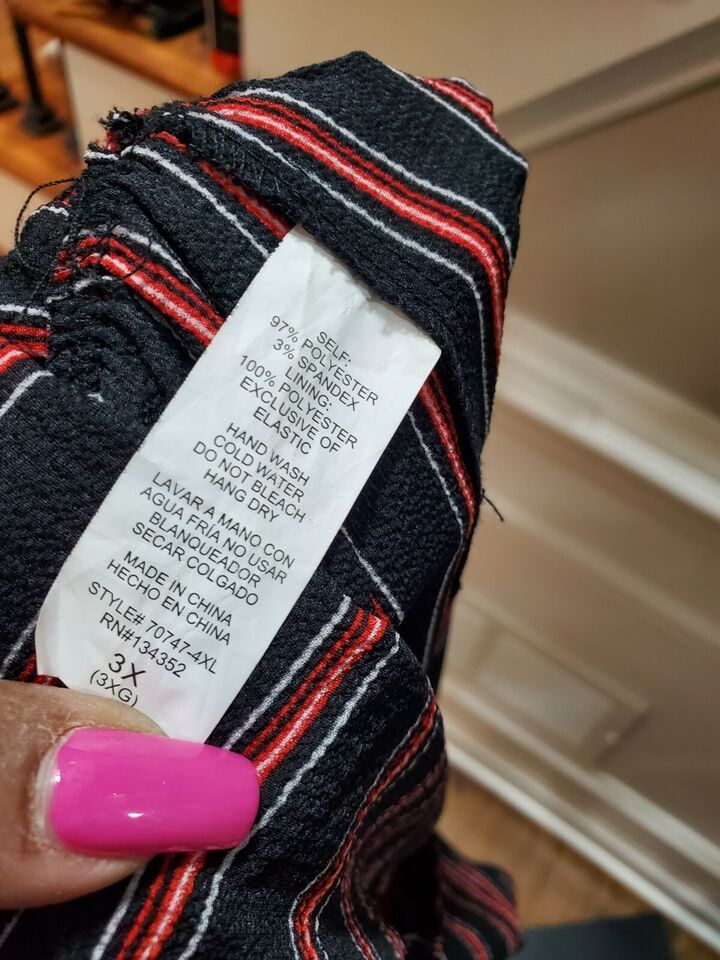 SELF:
97% POLYESTER
3% SPANDEX
LINING:
100% POLYESTER
EXCLUSIVE OF
ELASTIC
HAND WASH
COLD WATER
DO NOT BLEACH
HANG DRY
LAVAR A MANO CON
AGUA FRIA NO USAR
BLANQUEADOR
SECAR COLGADO
MADE IN CHINA
HECHO EN CHINA
STYLE# 70747-4XL
RN#134352
3X
(3XG)